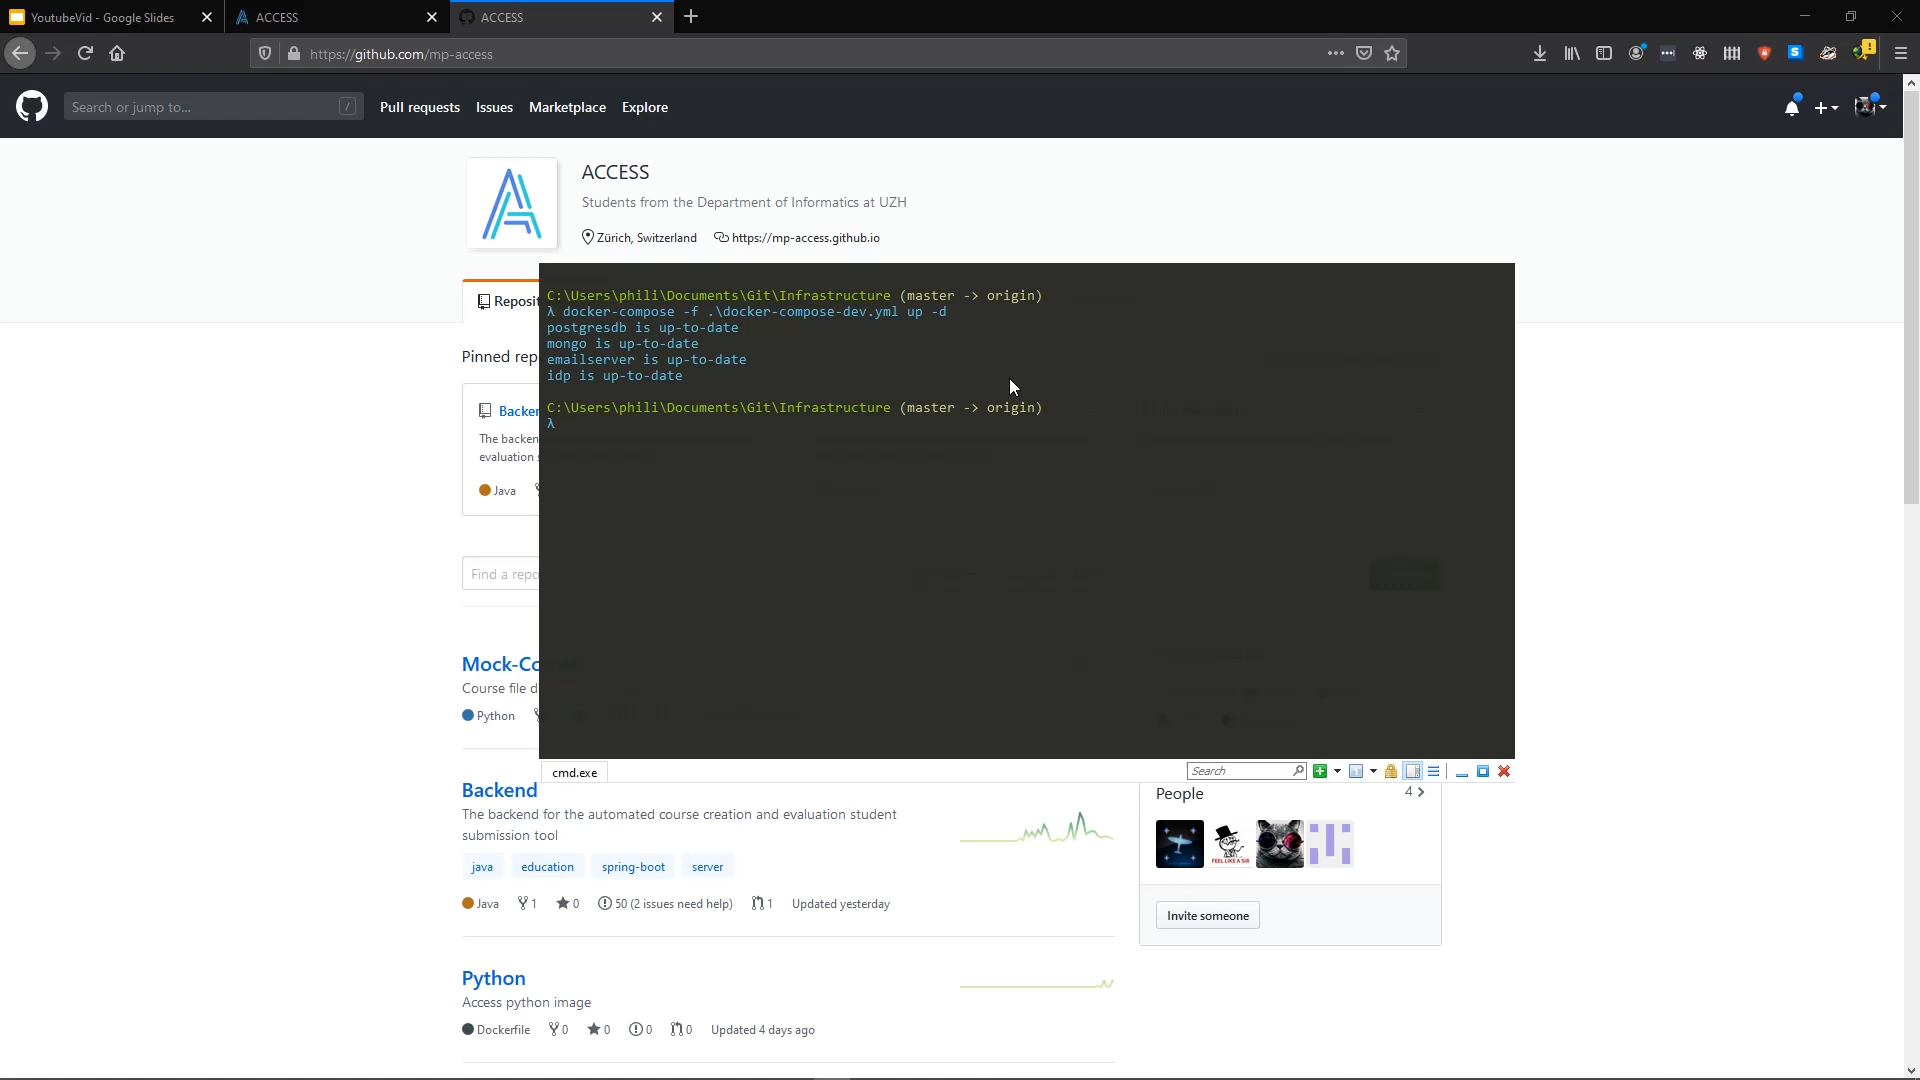 YoutubeVid - Google Slides
ACCESS
ACCESS
https://github.com/mp-access
Search or jump to...
/
Pull requests
Issues
Marketplace
Explore
ACCESS
Students from the Department of Informatics at UZH
Zürich, Switzerland
https://mp-access.github.io
Reposit
C:\Users\phili\Documents\Git\Infrastructure (master -> origin)
λ docker-compose -f .\docker-compose-dev.yml up -d
postgresdb is up-to-date
mongo is up-to-date
emailserver is up-to-date
idp is up-to-date
C:\Users\phili\Documents\Git\Infrastructure (master -> origin)
λ
Pinned rep
Backen
The backen
evaluation s
Java
Find a repo
Mock-Co
Course file d
Python
cmd.exe
Search
Backend
The backend for the automated course creation and evaluation student
submission tool
java
education
spring-boot
server
Java
1
0
50 (2 issues need help)
1
Updated yesterday
People
4
FEEL LIKE A SIR
Invite someone
Python
Access python image
Dockerfile
0
0
0
0
Updated 4 days ago